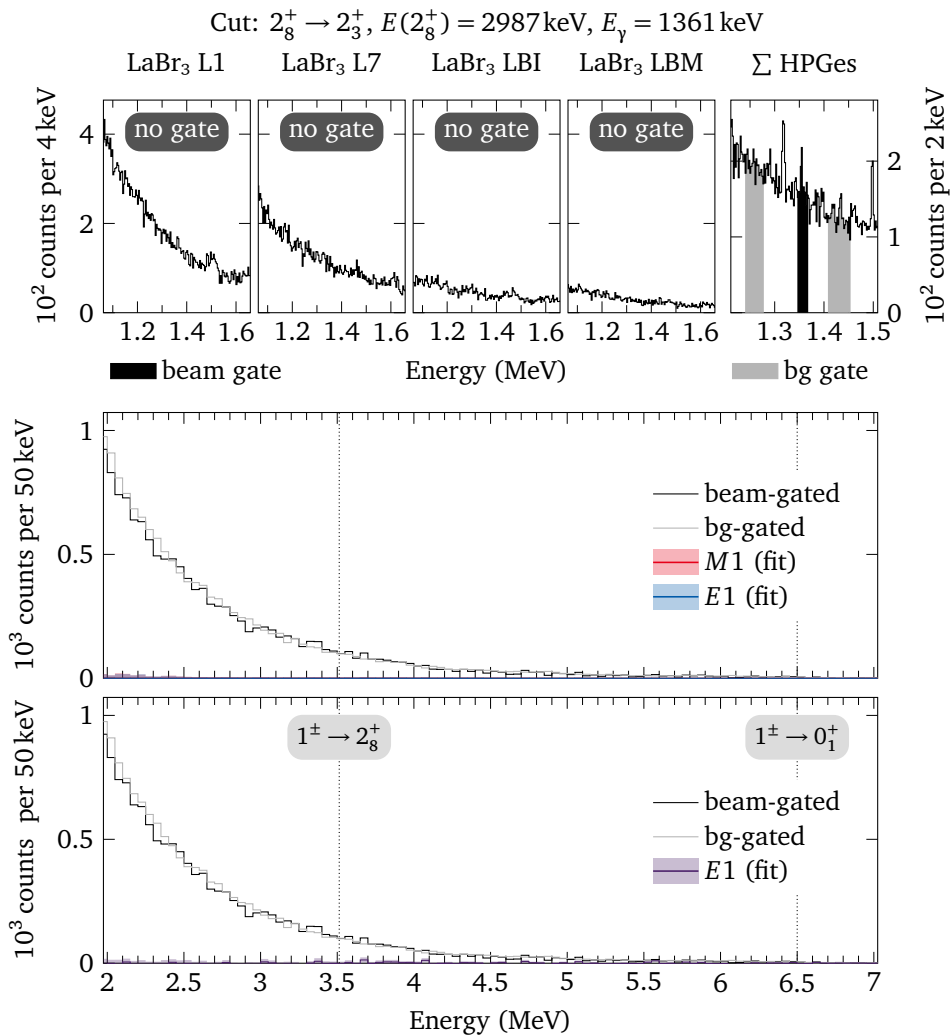 Cut: 2₈⁺ → 2₃⁺, E(2₈⁺) = 2987 keV, Eγ = 1361 keV
LaBr₃ L1 LaBr₃ L7 LaBr₃ LBI LaBr₃ LBM ∑ HPGes
no gate no gate no gate no gate
10² counts per 4 keV
4
2
0
10² counts per 2 keV
2
1
0
1.2 1.4 1.6 1.2 1.4 1.6 1.2 1.4 1.6 1.2 1.4 1.6 1.3 1.4 1.5
beam gate Energy (MeV) bg gate
10³ counts per 50 keV
1
0.5
0
beam-gated
bg-gated
M1 (fit)
E1 (fit)
10³ counts per 50 keV
1
0.5
0
1± → 2₈⁺ 1± → 0₁⁺
beam-gated
bg-gated
E1 (fit)
2 2.5 3 3.5 4 4.5 5 5.5 6 6.5 7
Energy (MeV)